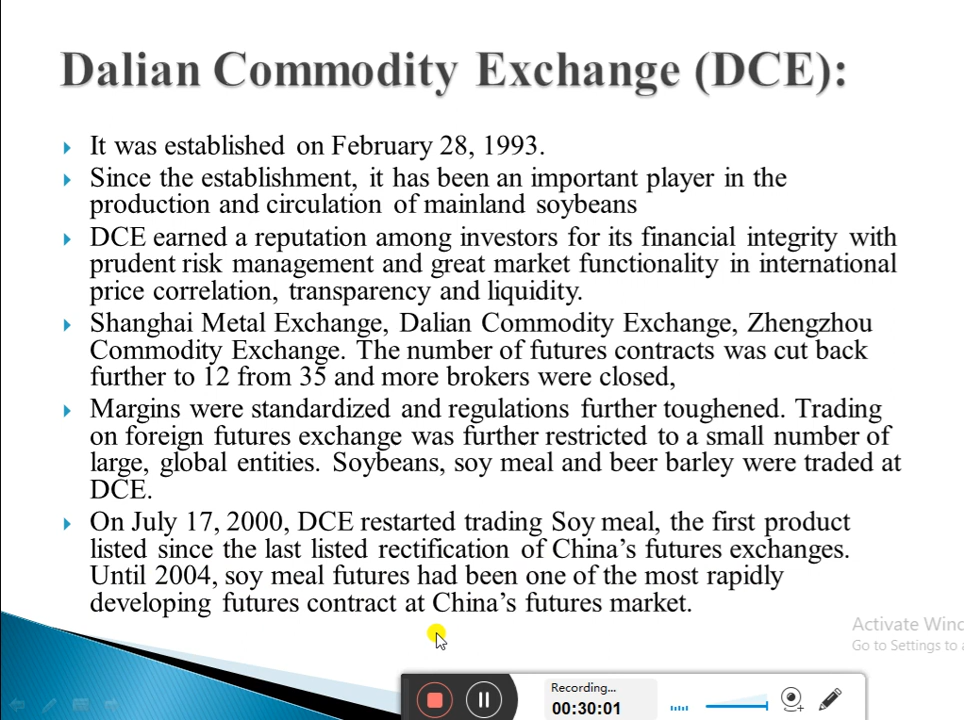 Dalian Commodity Exchange (DCE):
It was established on February 28, 1993.
Since the establishment, it has been an important player in the
production and circulation of mainland soybeans
DCE earned a reputation among investors for its financial integrity with
prudent risk management and great market functionality in international
price correlation, transparency and liquidity.
Shanghai Metal Exchange, Dalian Commodity Exchange, Zhengzhou
Commodity Exchange. The number of futures contracts was cut back
further to 12 from 35 and more brokers were closed,
Margins were standardized and regulations further toughened. Trading
on foreign futures exchange was further restricted to a small number of
large, global entities. Soybeans, soy meal and beer barley were traded at
DCE.
On July 17, 2000, DCE restarted trading Soy meal, the first product
listed since the last listed rectification of China’s futures exchanges.
Until 2004, soy meal futures had been one of the most rapidly
developing futures contract at China’s futures market.
Activate Winc
Go to Settings to a
Recording...
00:30:01